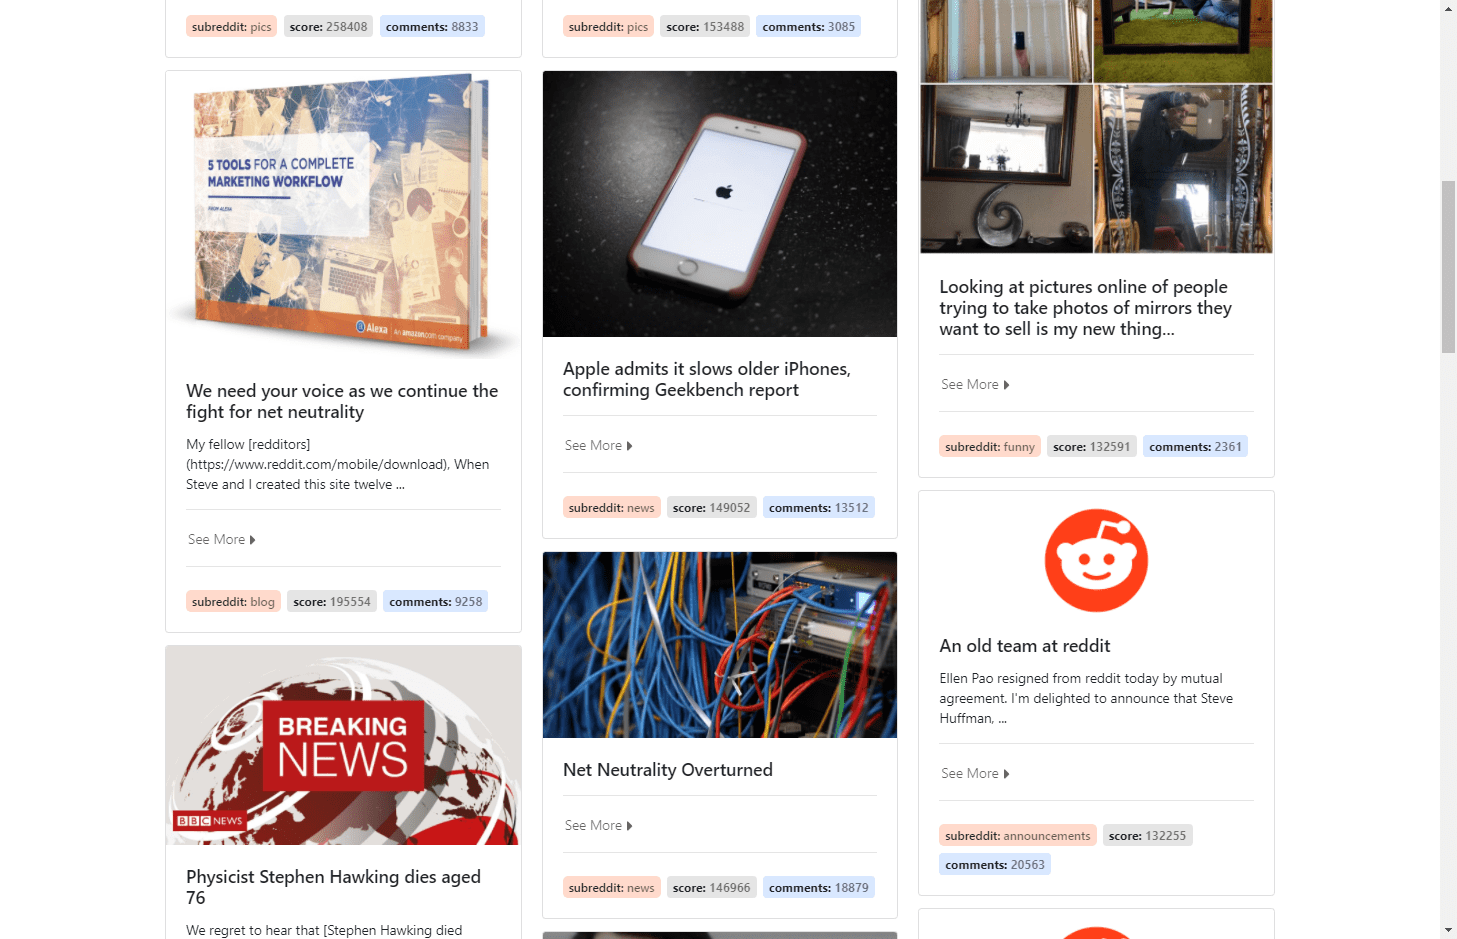 subreddit: pics score: 258408 comments: 8833
5 TOOLS FOR A COMPLETE
MARKETING WORKFLOW
FROM ALEXA
Alexa An amazon.com company
We need your voice as we continue the
fight for net neutrality
My fellow [redditors]
(https://www.reddit.com/mobile/download), When
Steve and I created this site twelve ...
See More
subreddit: blog score: 195554 comments: 9258
BREAKING
NEWS
BBC NEWS
Physicist Stephen Hawking dies aged
76
We regret to hear that [Stephen Hawking died
subreddit: pics score: 153488 comments: 3085
Apple admits it slows older iPhones,
confirming Geekbench report
See More
subreddit: news score: 149052 comments: 13512
Net Neutrality Overturned
See More
subreddit: news score: 146966 comments: 18879
Looking at pictures online of people
trying to take photos of mirrors they
want to sell is my new thing...
See More
subreddit: funny score: 132591 comments: 2361
An old team at reddit
Ellen Pao resigned from reddit today by mutual
agreement. I'm delighted to announce that Steve
Huffman, ...
See More
subreddit: announcements score: 132255
comments: 20563